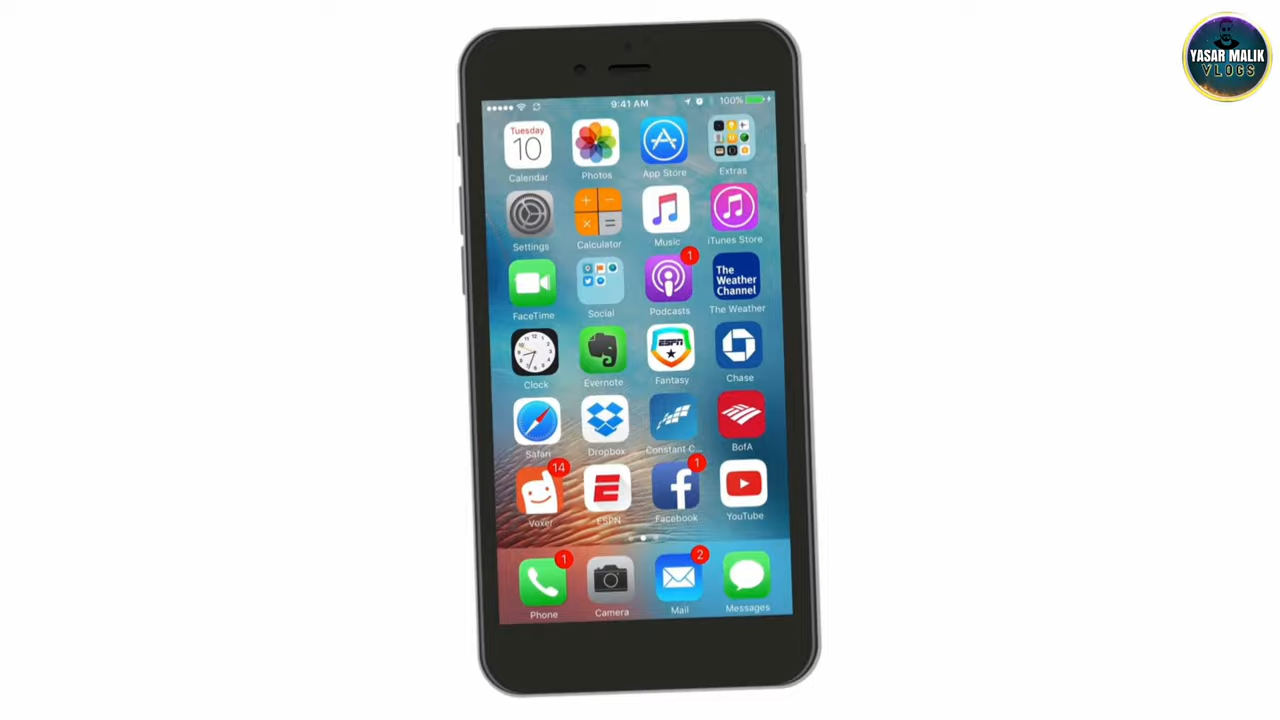 YASAR MALIK
VLOGS
9:41 AM
100%
Tuesday
10
Calendar
Photos
App Store
Extras
Settings
Calculator
Music
iTunes Store
1
The
Weather
Channel
FaceTime
Social
Podcasts
The Weather
ESPN
Clock
Evernote
Fantasy
Chase
Safari
Dropbox
Constant C...
BofA
14
1
Voxer
ESPN
Facebook
YouTube
1
2
Phone
Camera
Mail
Messages